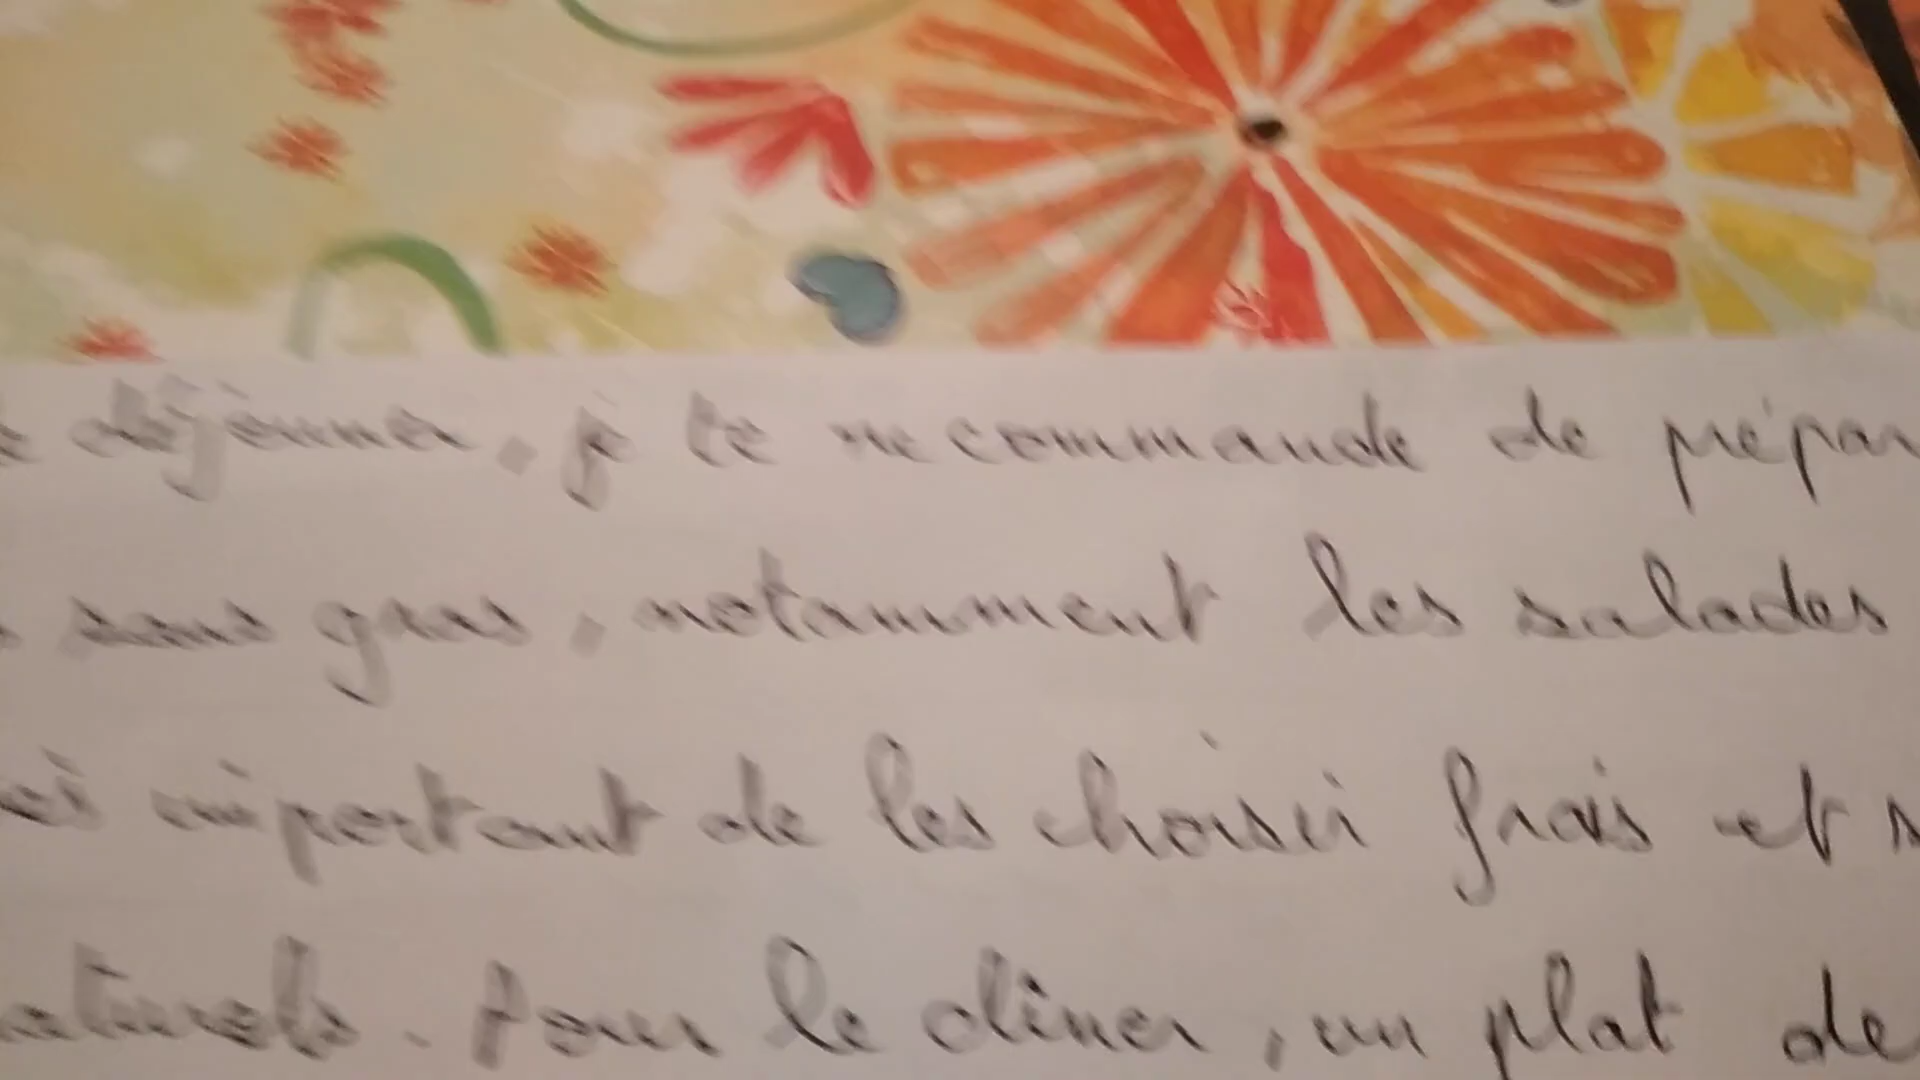 déjeuner, je te recommande de prépar
sans gras, notamment les salades
important de les choisir frais et s
naturels. Pour le dîner, un plat de